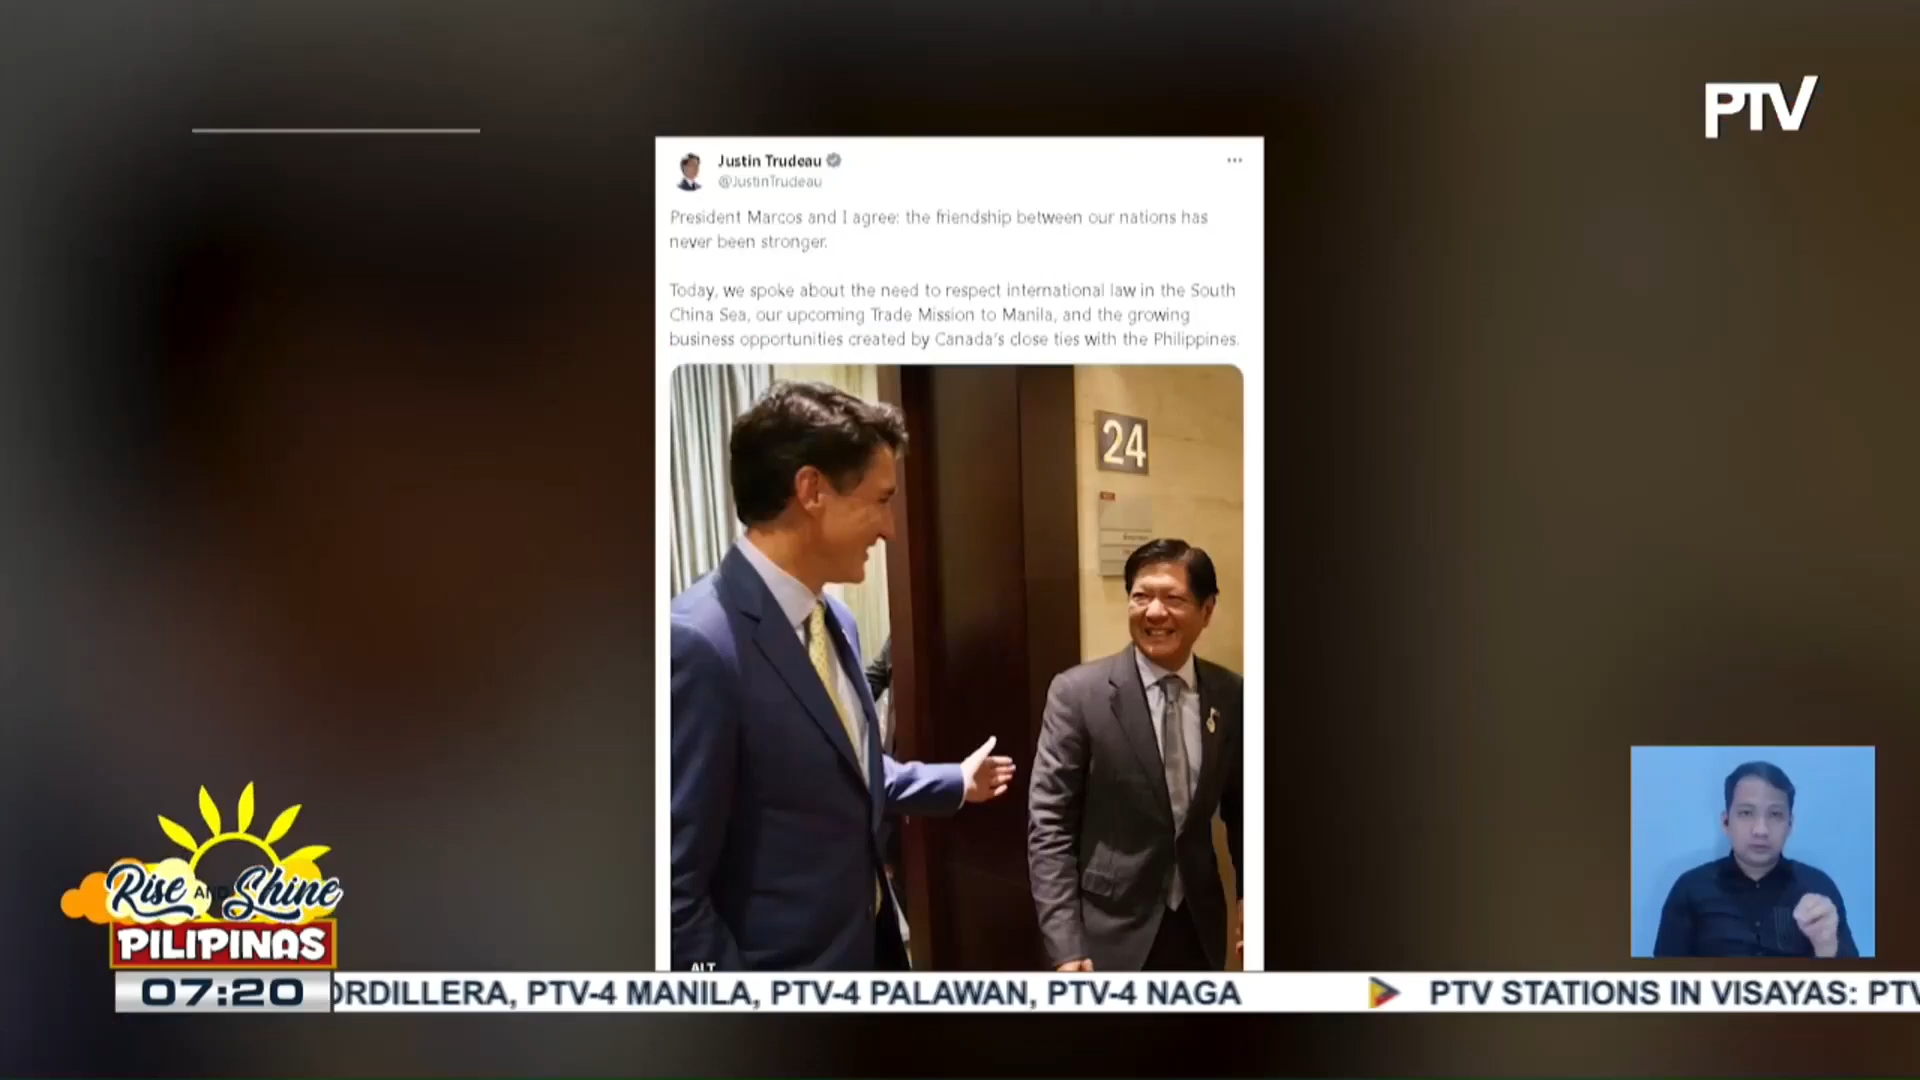 PTV
Justin Trudeau
@JustinTrudeau
President Marcos and I agree: the friendship between our nations has
never been stronger.
Today, we spoke about the need to respect international law in the South
China Sea, our upcoming Trade Mission to Manila, and the growing
business opportunities created by Canada's close ties with the Philippines.
24
ALT
Rise AND Shine
PILIPINAS
07:20
ORDILLERA, PTV-4 MANILA, PTV-4 PALAWAN, PTV-4 NAGA
PTV STATIONS IN VISAYAS: PTV